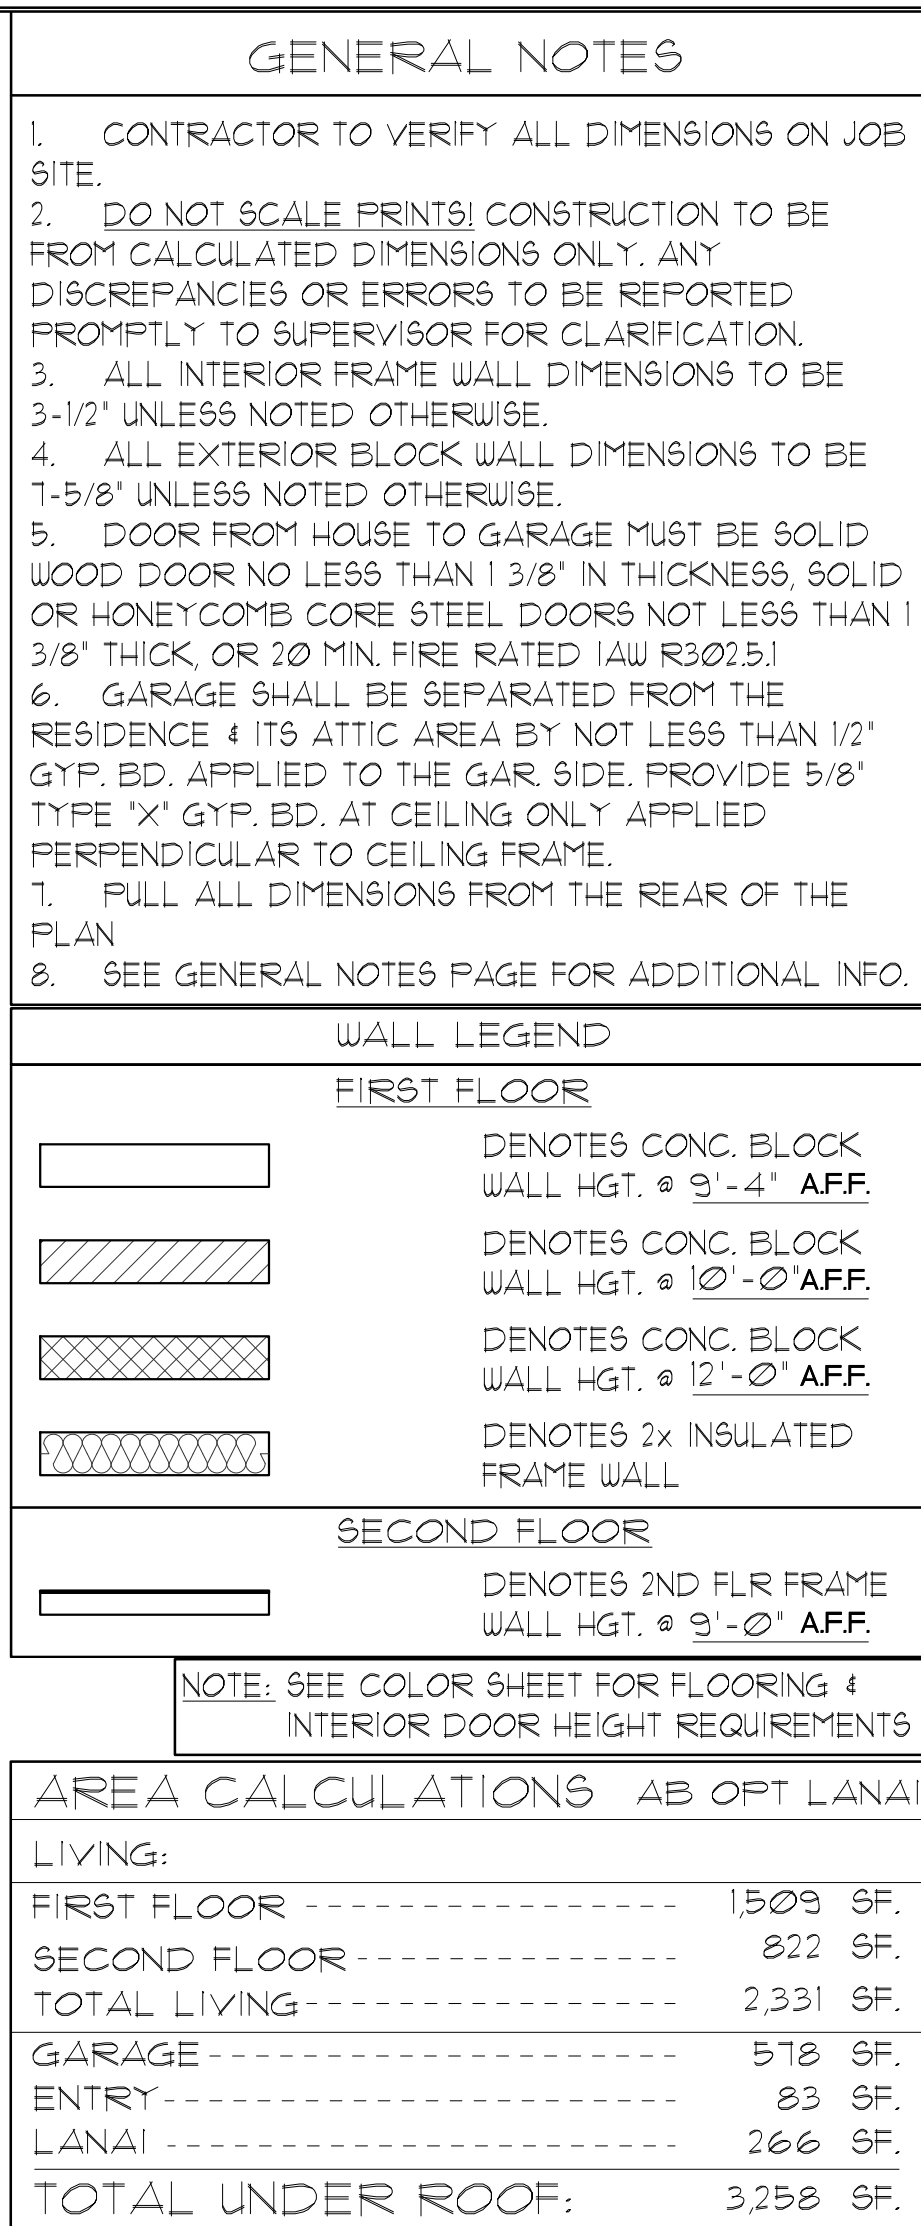 GENERAL NOTES
1. CONTRACTOR TO VERIFY ALL DIMENSIONS ON JOB
SITE.
2. DO NOT SCALE PRINTS! CONSTRUCTION TO BE
FROM CALCULATED DIMENSIONS ONLY. ANY
DISCREPANCIES OR ERRORS TO BE REPORTED
PROMPTLY TO SUPERVISOR FOR CLARIFICATION.
3. ALL INTERIOR FRAME WALL DIMENSIONS TO BE
3-1/2" UNLESS NOTED OTHERWISE.
4. ALL EXTERIOR BLOCK WALL DIMENSIONS TO BE
7-5/8" UNLESS NOTED OTHERWISE.
5. DOOR FROM HOUSE TO GARAGE MUST BE SOLID
WOOD DOOR NO LESS THAN 1 3/8" IN THICKNESS, SOLID
OR HONEYCOMB CORE STEEL DOORS NOT LESS THAN 1
3/8" THICK, OR 20 MIN. FIRE RATED IAW R302.5.1
6. GARAGE SHALL BE SEPARATED FROM THE
RESIDENCE & ITS ATTIC AREA BY NOT LESS THAN 1/2"
GYP. BD. APPLIED TO THE GAR. SIDE. PROVIDE 5/8"
TYPE "X" GYP. BD. AT CEILING ONLY APPLIED
PERPENDICULAR TO CEILING FRAME.
7. PULL ALL DIMENSIONS FROM THE REAR OF THE
PLAN
8. SEE GENERAL NOTES PAGE FOR ADDITIONAL INFO.
WALL LEGEND
FIRST FLOOR
DENOTES CONC. BLOCK
WALL HGT. @ 9'-4" A.F.F.
DENOTES CONC. BLOCK
WALL HGT. @ 10'-0" A.F.F.
DENOTES CONC. BLOCK
WALL HGT. @ 12'-0" A.F.F.
DENOTES 2x INSULATED
FRAME WALL
SECOND FLOOR
DENOTES 2ND FLR FRAME
WALL HGT. @ 9'-0" A.F.F.
NOTE: SEE COLOR SHEET FOR FLOORING &
INTERIOR DOOR HEIGHT REQUIREMENTS
AREA CALCULATIONS AB OPT LANAI
LIVING:
FIRST FLOOR ---------------- 1,509 SF.
SECOND FLOOR -------------- 822 SF.
TOTAL LIVING ---------------- 2,331 SF.
GARAGE -------------------- 578 SF.
ENTRY ---------------------- 83 SF.
LANAI ---------------------- 266 SF.
TOTAL UNDER ROOF: 3,258 SF.